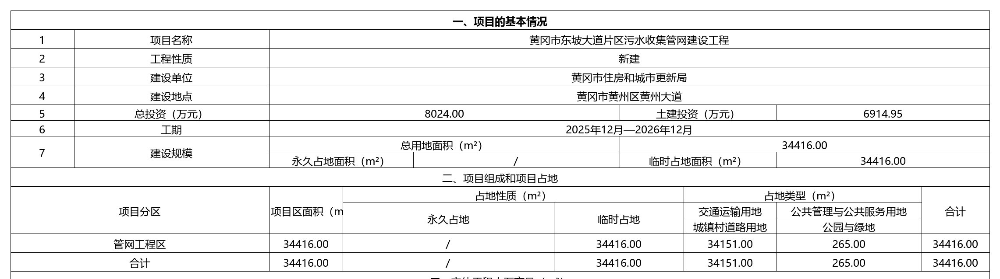 一、项目的基本情况
1 项目名称 黄冈市东坡大道片区污水收集管网建设工程
2 工程性质 新建
3 建设单位 黄冈市住房和城市更新局
4 建设地点 黄冈市黄州区黄州大道
5 总投资（万元） 8024.00 土建投资（万元） 6914.95
6 工期 2025年12月—2026年12月
7 建设规模 总用地面积（m²） 34416.00
永久占地面积（m²） / 临时占地面积（m²） 34416.00
二、项目组成和项目占地
项目分区 项目区面积（m 占地性质（m²） 占地类型（m²） 合计
永久占地 临时占地 交通运输用地 公共管理与公共服务用地
城镇村道路用地 公园与绿地
管网工程区 34416.00 / 34416.00 34151.00 265.00 34416.00
合计 34416.00 / 34416.00 34151.00 265.00 34416.00